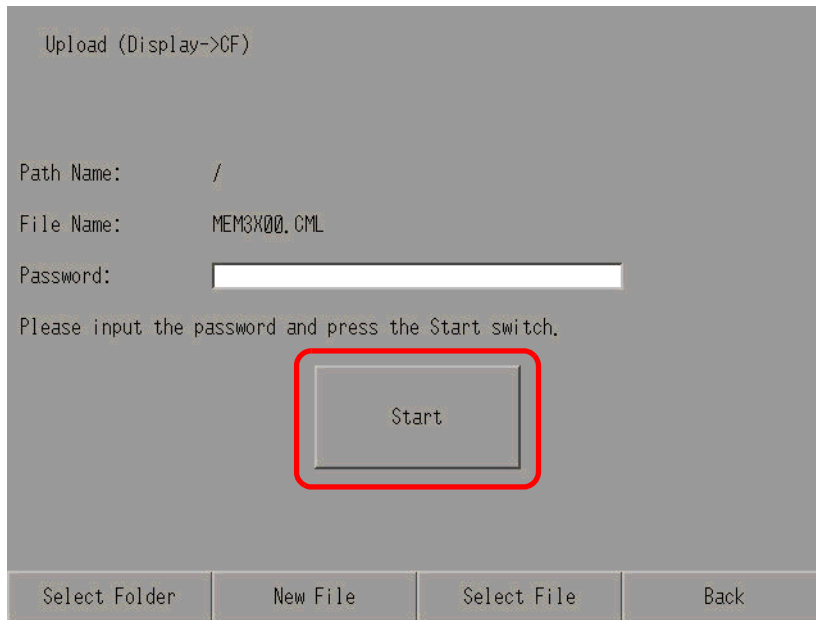 Upload (Display->CF)
Path Name: /
File Name: MEM3X00.CML
Password:
Please input the password and press the Start switch.
Start
Select Folder New File Select File Back